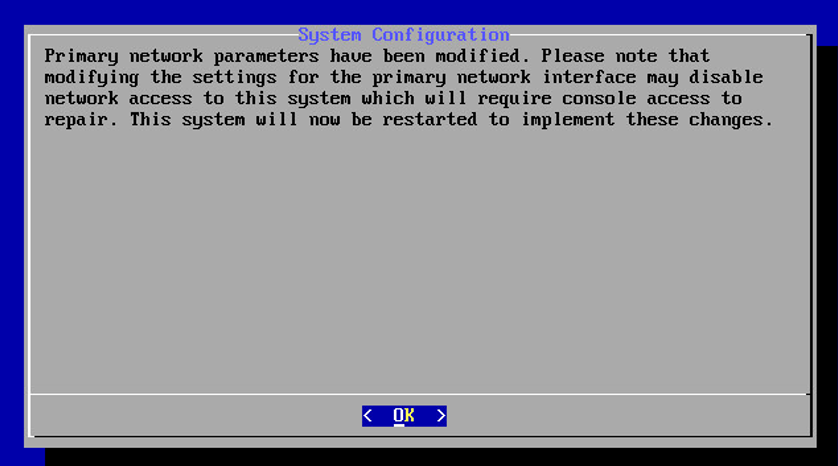 System Configuration
Primary network parameters have been modified. Please note that
modifying the settings for the primary network interface may disable
network access to this system which will require console access to
repair. This system will now be restarted to implement these changes.
< OK >